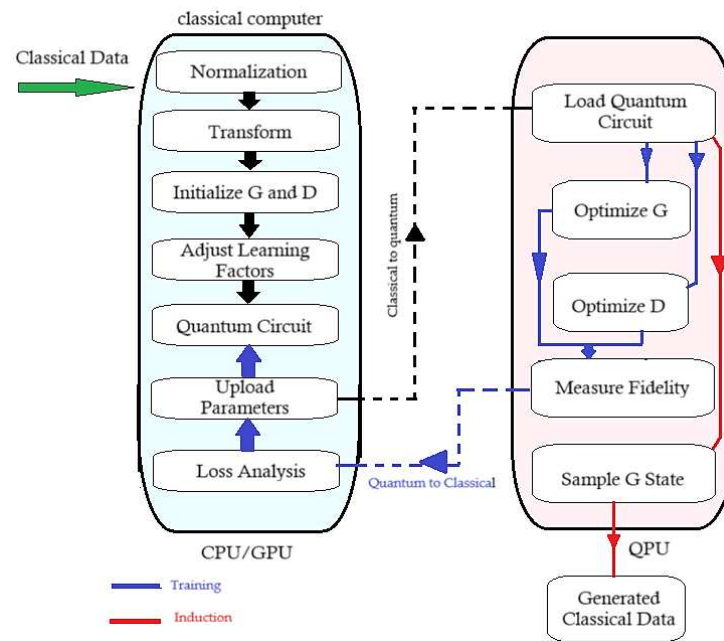 classical computer
Classical Data
Normalization
Transform
Initialize G and D
Adjust Learning
Factors
Quantum Circuit
Upload
Parameters
Loss Analysis
CPU/GPU
Classical to quantum
Quantum to Classical
Load Quantum
Circuit
Optimize G
Optimize D
Measure Fidelity
Sample G State
QPU
Generated
Classical Data
Training
Induction